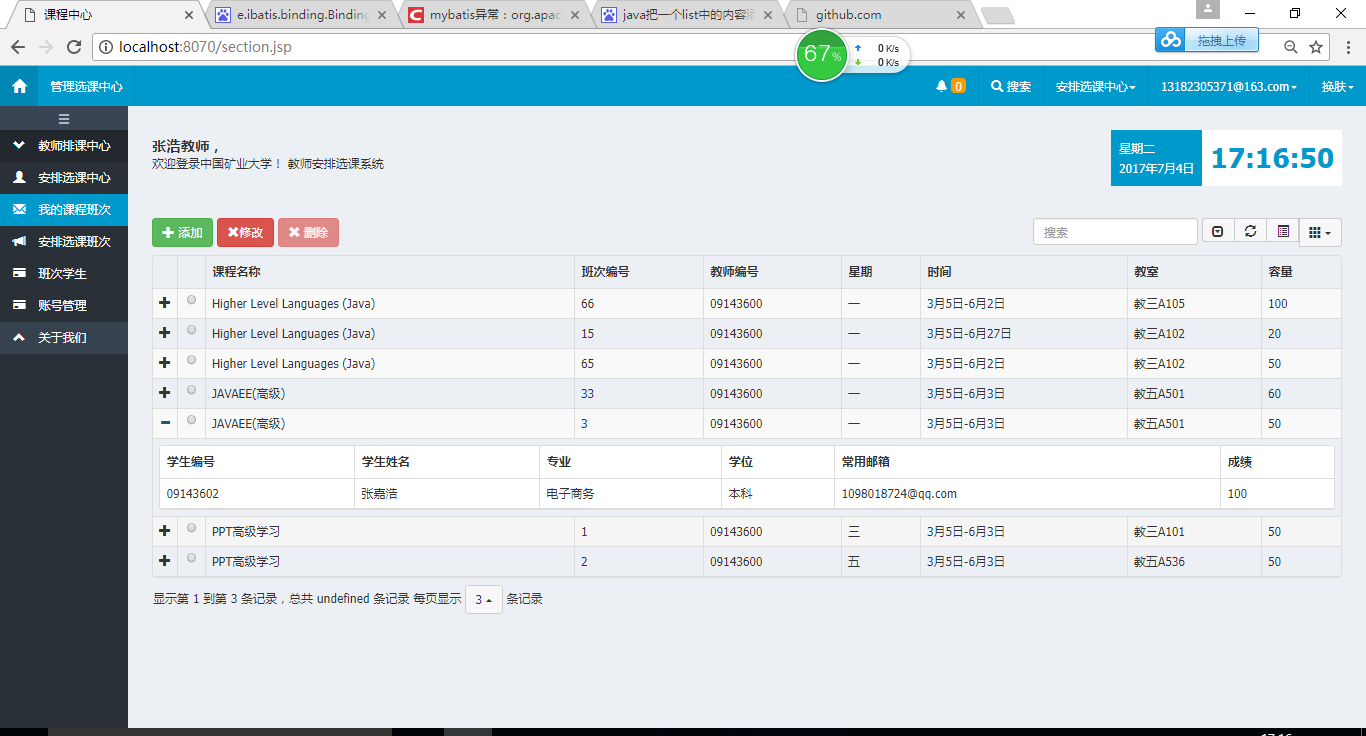 课程中心 e.ibatis.binding.Binding mybatis异常：org.apac java把一个list中的内容 github.com
localhost:8070/section.jsp
67% 0 K/s 0 K/s
拖拽上传
管理选课中心 0 搜索 安排选课中心 13182305371@163.com 换肤
教师排课中心
安排选课中心
我的课程班次
安排选课班次
班次学生
账号管理
关于我们
张浩教师，
欢迎登录中国矿业大学！ 教师安排选课系统
星期二
2017年7月4日
17:16:50
添加 修改 删除 搜索
课程名称 班次编号 教师编号 星期 时间 教室 容量
Higher Level Languages (Java) 66 09143600 一 3月5日-6月2日 教三A105 100
Higher Level Languages (Java) 15 09143600 一 3月5日-6月27日 教三A102 20
Higher Level Languages (Java) 65 09143600 一 3月5日-6月2日 教三A102 50
JAVAEE(高级) 33 09143600 一 3月5日-6月3日 教五A501 60
JAVAEE(高级) 3 09143600 一 3月5日-6月3日 教五A501 50
学生编号 学生姓名 专业 学位 常用邮箱 成绩
09143602 张嘉浩 电子商务 本科 1098018724@qq.com 100
PPT高级学习 1 09143600 三 3月5日-6月3日 教三A101 50
PPT高级学习 2 09143600 五 3月5日-6月3日 教五A536 50
显示第 1 到第 3 条记录，总共 undefined 条记录 每页显示 3 条记录